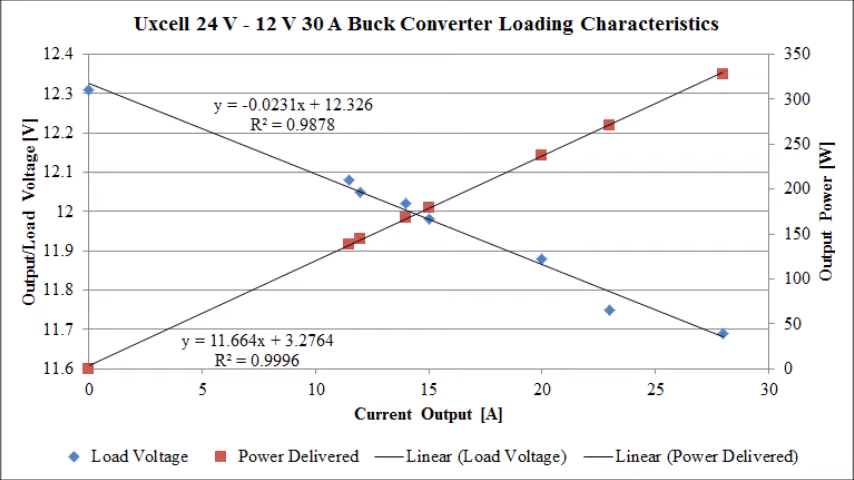 Uxcell 24 V - 12 V 30 A Buck Converter Loading Characteristics
12.4
12.3
12.2
12.1
12
11.9
11.8
11.7
11.6
Output/Load Voltage [V]
350
300
250
200
150
100
50
0
Output Power [W]
y = -0.0231x + 12.326
R² = 0.9878
y = 11.664x + 3.2764
R² = 0.9996
0 5 10 15 20 25 30
Current Output [A]
Load Voltage Power Delivered Linear (Load Voltage) Linear (Power Delivered)